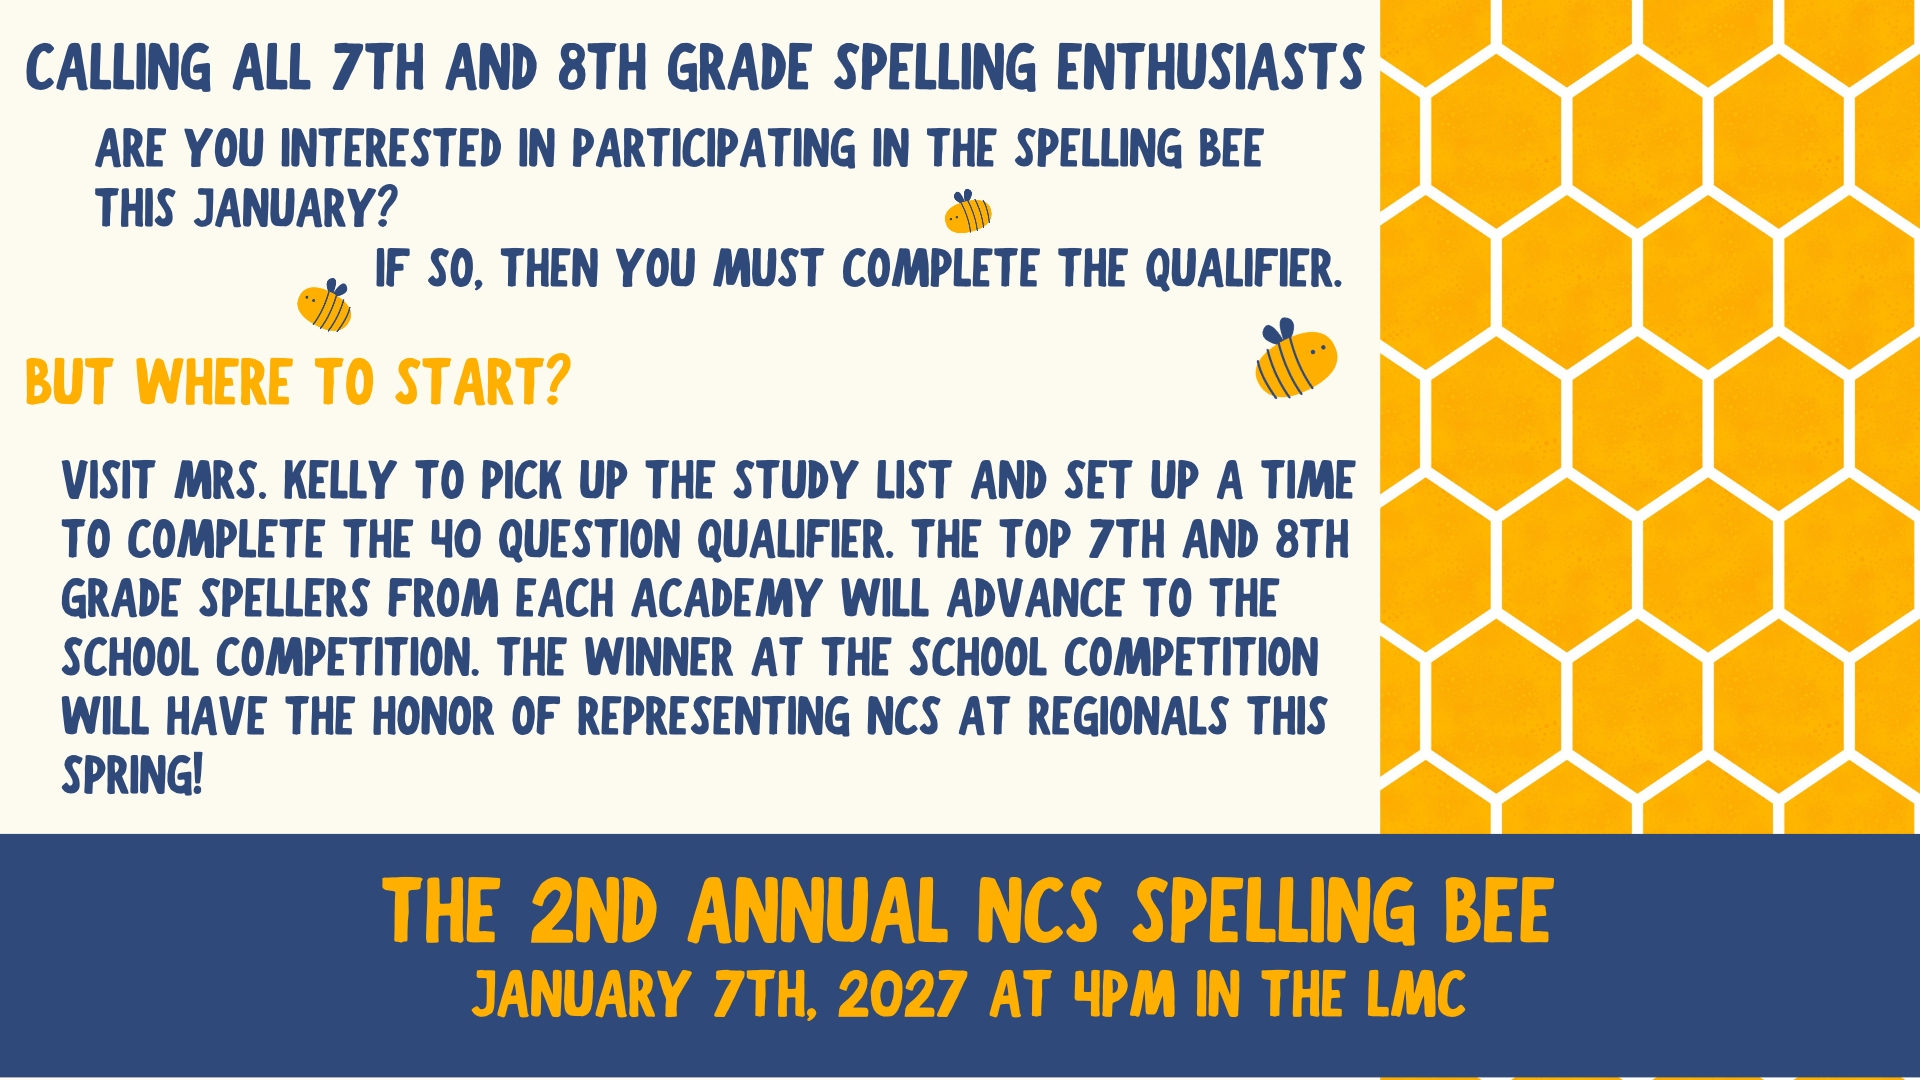 CALLING ALL 7TH AND 8TH GRADE SPELLING ENTHUSIASTS
ARE YOU INTERESTED IN PARTICIPATING IN THE SPELLING BEE
THIS JANUARY?
IF SO, THEN YOU MUST COMPLETE THE QUALIFIER.
BUT WHERE TO START?
VISIT MRS. KELLY TO PICK UP THE STUDY LIST AND SET UP A TIME
TO COMPLETE THE 40 QUESTION QUALIFIER. THE TOP 7TH AND 8TH
GRADE SPELLERS FROM EACH ACADEMY WILL ADVANCE TO THE
SCHOOL COMPETITION. THE WINNER AT THE SCHOOL COMPETITION
WILL HAVE THE HONOR OF REPRESENTING NCS AT REGIONALS THIS
SPRING!
THE 2ND ANNUAL NCS SPELLING BEE
JANUARY 7TH, 2027 AT 4PM IN THE LMC